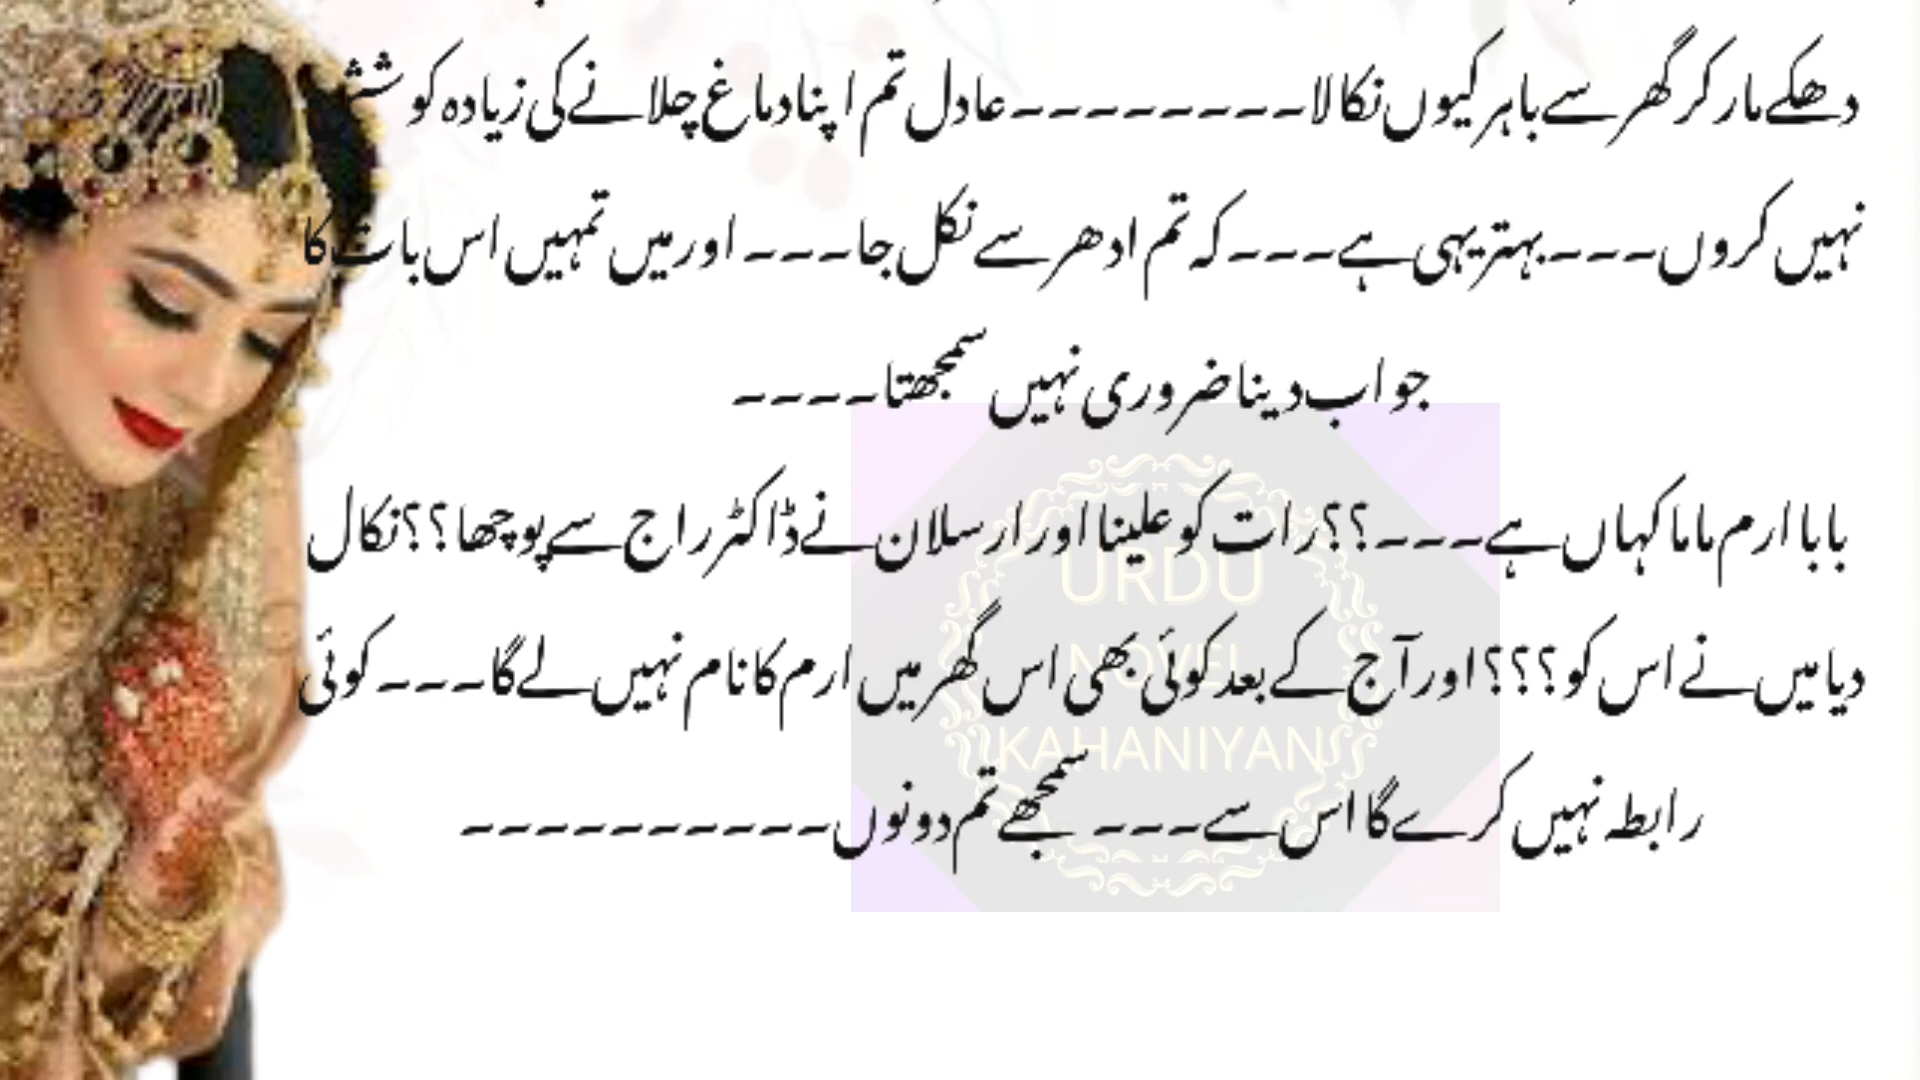 دھکے مار کر گھر سے باہر کیوں نکالا۔۔۔۔۔۔۔۔ عادل تم اپنا دماغ چلانے کی زیادہ کوشش
نہیں کروں۔۔۔ بہتر یہی ہے۔۔۔ کہ تم ادھر سے نکل جا۔۔۔ اور میں تمہیں اس بات کا
جواب دینا ضروری نہیں سمجھتا۔۔۔۔
بابا ارم ماما کہاں ہے۔۔۔؟؟ رات کو علینا اور ارسلان نے ڈاکٹر راج سے پوچھا؟؟ نکال
دیا میں نے اس کو؟؟؟ اور آج کے بعد کوئی بھی اس گھر میں ارم کا نام نہیں لے گا۔۔۔ کوئی
رابطہ نہیں کرے گا اس سے۔۔۔ سمجھے تم دونوں۔۔۔۔۔۔۔۔۔۔
URDU
NOVEL
KAHANIYAN